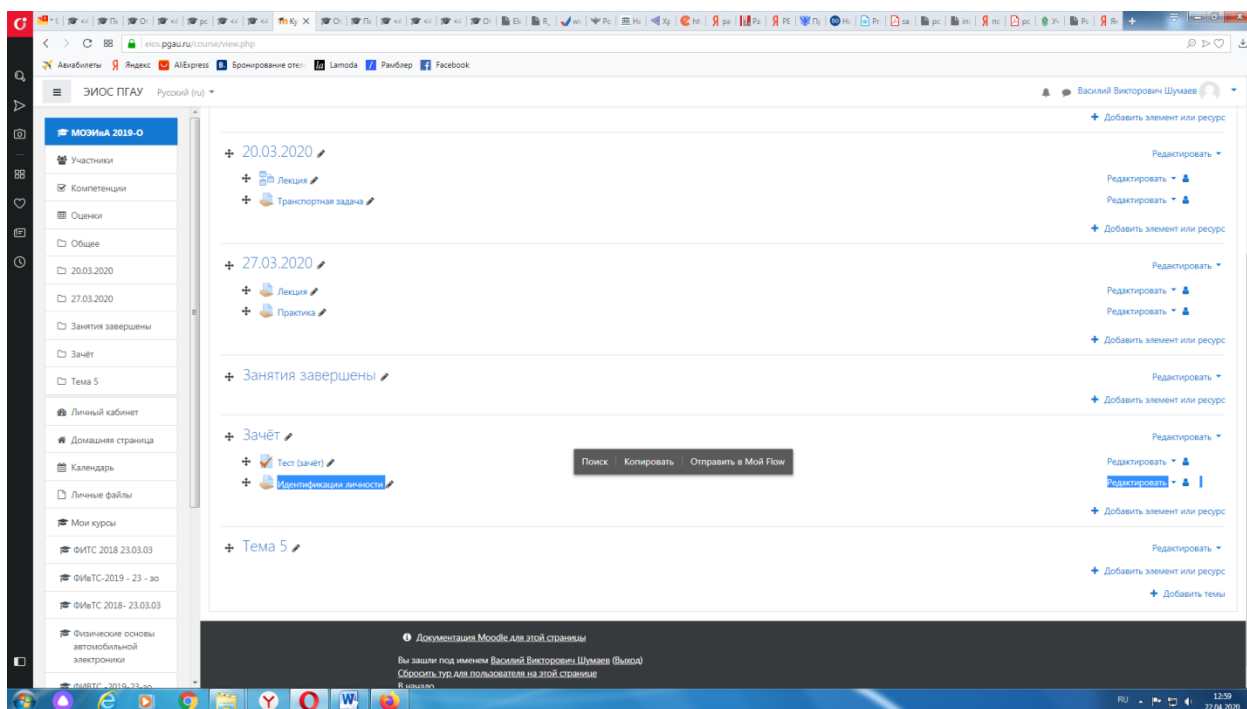 eios.pgau.ru/course/view.php
Авиабилеты Яндекс AliExpress Бронирование отел Lamoda Рамблер Facebook
ЭИОС ПГАУ Русский (ru) Василий Викторович Шумаев
Добавить элемент или ресурс
МОЭИвА 2019-О
Участники
Компетенции
Оценки
Общее
20.03.2020
27.03.2020
Занятия завершены
Зачёт
Тема 5
Личный кабинет
Домашняя страница
Календарь
Личные файлы
Мои курсы
ФИТС 2018 23.03.03
ФИвТС-2019 - 23 - зо
ФИвТС 2018- 23.03.03
Физические основы
автомобильной
электроники
20.03.2020 Редактировать
Лекция Редактировать
Транспортная задача Редактировать
Добавить элемент или ресурс
27.03.2020 Редактировать
Лекция Редактировать
Практика Редактировать
Добавить элемент или ресурс
Занятия завершены Редактировать
Добавить элемент или ресурс
Зачёт Редактировать
Тест (зачёт) Редактировать
Поиск Копировать Отправить в Мой Flow
Идентификации личности Редактировать
Добавить элемент или ресурс
Тема 5 Редактировать
Добавить элемент или ресурс
Добавить темы
Документация Moodle для этой страницы
Вы зашли под именем Василий Викторович Шумаев (Выход)
Сбросить тур для пользователя на этой странице
В начало
RU 12:59
22.04.2020